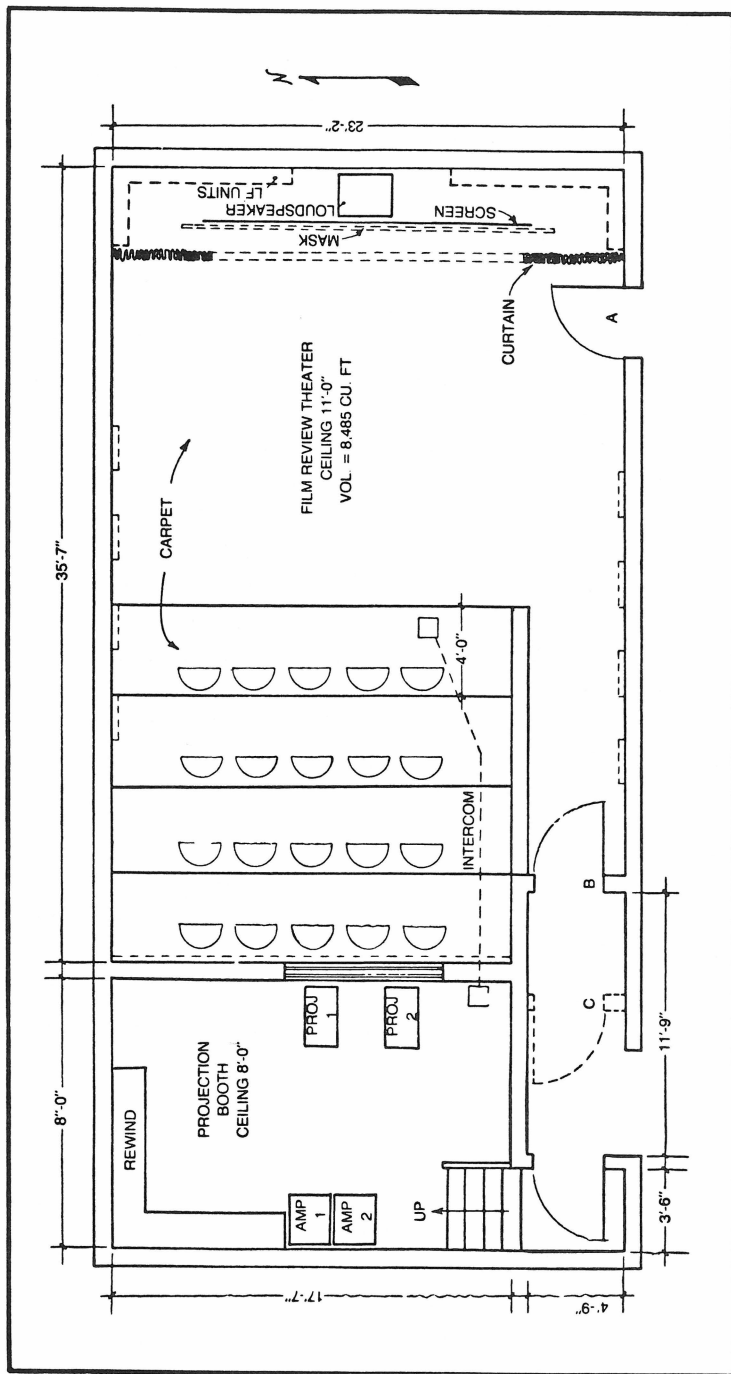 N
35'-7"
8"-0"
23'-2"
LF UNITS
LOUDSPEAKER
SCREEN
MASK
CURTAIN
A
FILM REVIEW THEATER
CEILING 11'-0"
VOL. = 8.485 CU. FT
CARPET
4'-0"
INTERCOM
B
C
11'-9"
3'-6"
PROJ
1
PROJ
2
PROJECTION
BOOTH
CEILING 8'-0"
REWIND
AMP
1
AMP
2
UP
17'-7"
4'-9"